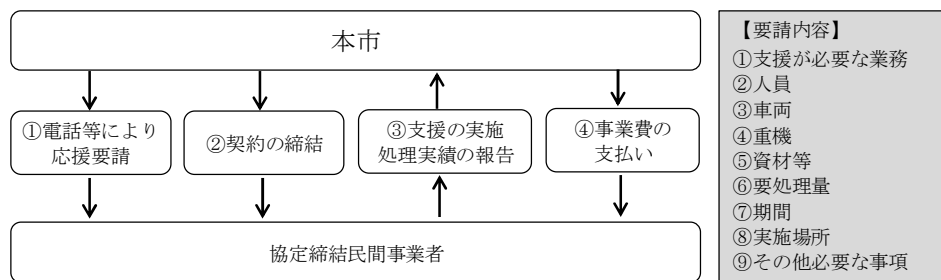 本市
①電話等により
応援要請
②契約の締結
③支援の実施
処理実績の報告
④事業費の
支払い
協定締結民間事業者
【要請内容】
①支援が必要な業務
②人員
③車両
④重機
⑤資材等
⑥要処理量
⑦期間
⑧実施場所
⑨その他必要な事項